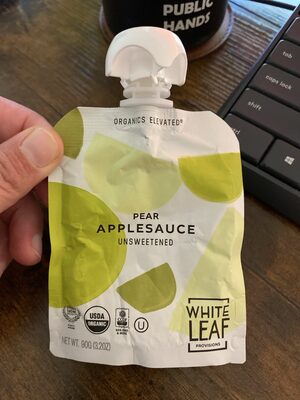 PUBLIC
HANDS
tab
caps lock
shift
ctrl
ORGANICS ELEVATED®
PEAR
APPLESAUCE
UNSWEETENED
USDA
ORGANIC
U
WHITE
LEAF
PROVISIONS
NET WT. 90G (3.2OZ)